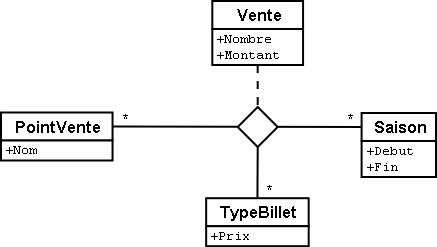 Vente
+Nombre
+Montant
*
*
PointVente
+Nom
Saison
+Debut
+Fin
*
TypeBillet
+Prix